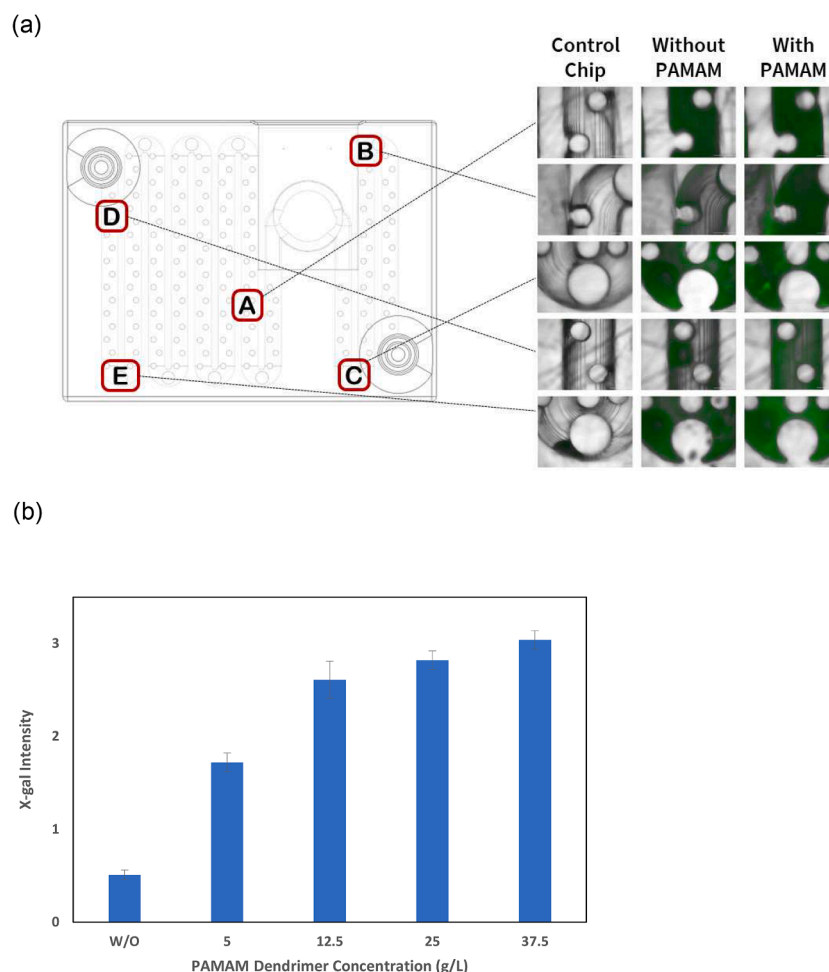 (a)
Control Chip
Without PAMAM
With PAMAM
A
B
D
C
E
(b)
X-gal Intensity
3
2
1
0
W/O 5 12.5 25 37.5
PAMAM Dendrimer Concentration (g/L)